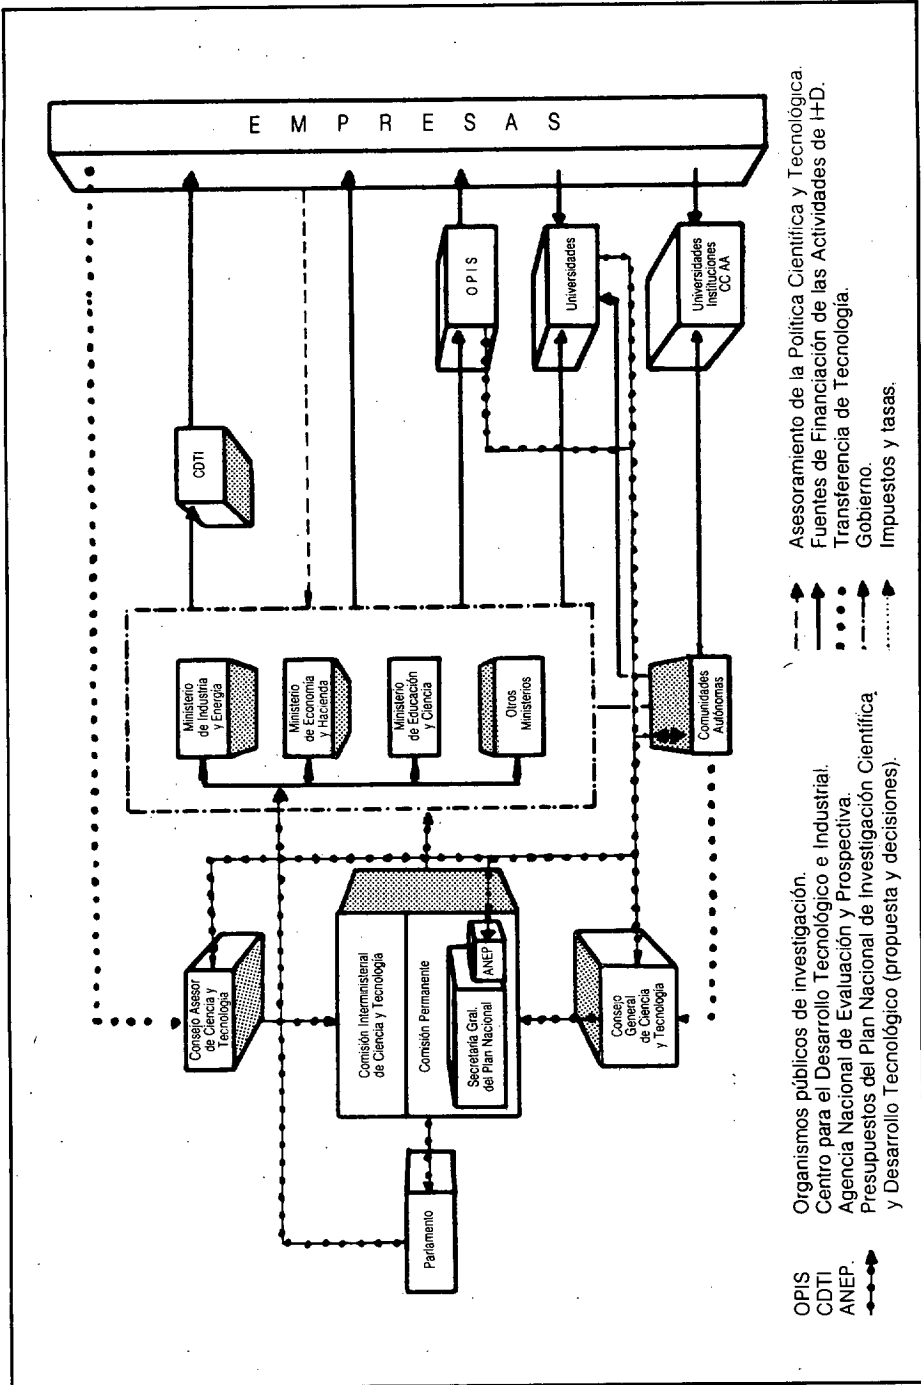 E M P R E S A S
CDTI
OPIS
Universidades
Universidades
Instituciones
CC AA
Ministerio
de Industria
y Energía
Ministerio
de Economía
y Hacienda
Ministerio
de Educación
y Ciencia
Otros
Ministerios
Comunidades
Autónomas
Consejo Asesor
de Ciencia y
Tecnología
Comisión Interministerial
de Ciencia y Tecnología
Comisión Permanente
Secretaría Gral.
del Plan Nacional
ANEP
Consejo
General
de Ciencia
y Tecnología
Parlamento
OPIS Organismos públicos de investigación.
CDTI Centro para el Desarrollo Tecnológico e Industrial.
ANEP. Agencia Nacional de Evaluación y Prospectiva.
Presupuestos del Plan Nacional de Investigación Científica
y Desarrollo Tecnológico (propuesta y decisiones).
Asesoramiento de la Política Científica y Tecnológica.
Fuentes de Financiación de las Actividades de I+D.
Transferencia de Tecnología.
Gobierno.
Impuestos y tasas.